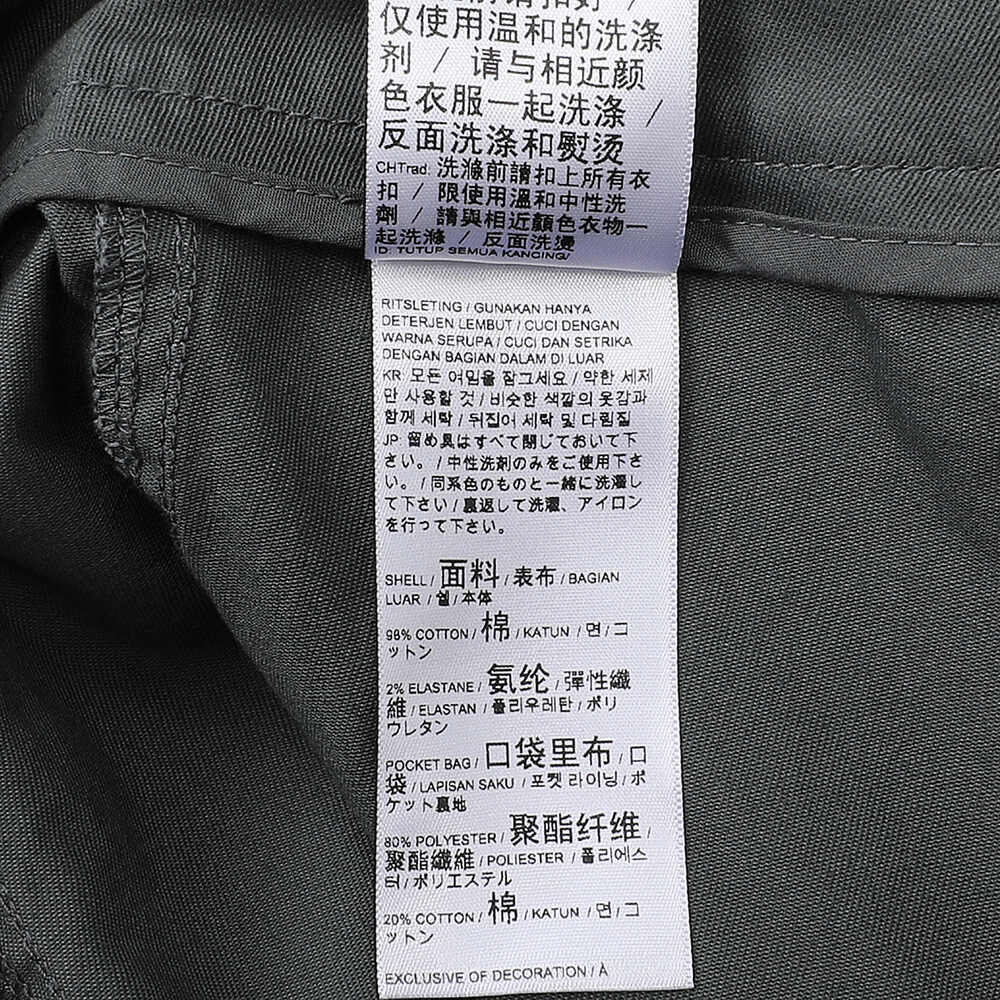 仅使用温和的洗涤
剂 / 请与相近颜
色衣服一起洗涤 /
反面洗涤和熨烫
CHTrad: 洗滌前請扣上所有衣
扣 / 限使用溫和中性洗
劑 / 請與相近顏色衣物一
起洗滌 / 反面洗燙
ID: TUTUP SEMUA KANCING/
RITSLETING / GUNAKAN HANYA
DETERJEN LEMBUT / CUCI DENGAN
WARNA SERUPA / CUCI DAN SETRIKA
DENGAN BAGIAN DALAM DI LUAR
KR: 모든 여밈을 잠그세요 / 약한 세제
만 사용할 것 / 비슷한 색깔의 옷감과
함께 세탁 / 뒤집어 세탁 및 다림질
JP: 留め具はすべて閉じておいて下
さい。 / 中性洗剤のみをご使用下さ
い。 / 同系色のものと一緒に洗濯し
て下さい / 裏返して洗濯、アイロン
を行って下さい。
SHELL / 面料 / 表布 / BAGIAN
LUAR / 쉘 / 本体
98% COTTON / 棉 / KATUN / 면 / コ
ットン
2% ELASTANE / 氨纶 / 彈性纖
維 / ELASTAN / 폴리우레탄 / ポリ
ウレタン
POCKET BAG / 口袋里布 / 口
袋 / LAPISAN SAKU / 포켓 라이닝 / ポ
ケット裏地
80% POLYESTER / 聚酯纤维 /
聚酯纖維 / POLIESTER / 폴리에스
터 / ポリエステル
20% COTTON / 棉 / KATUN / 면 / コ
ットン
EXCLUSIVE OF DECORATION / À